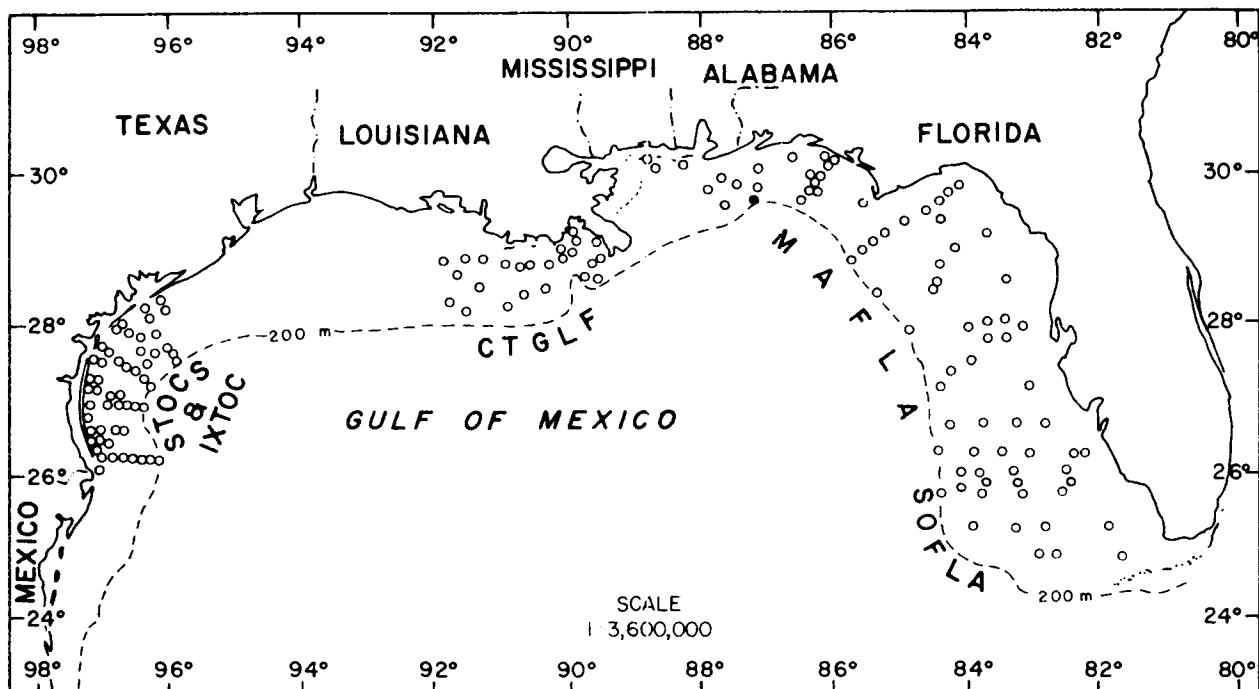 98° 96° 94° 92° 90° 88° 86° 84° 82° 80°
MISSISSIPPI ALABAMA
TEXAS LOUISIANA FLORIDA
30° 30°
MAFLA
28° 28°
200 m
CTGLF
STOCS
&
IXTOC
GULF OF MEXICO
26° 26°
SOFLA
MEXICO
200 m
24° 24°
SCALE
1:3,600,000
98° 96° 94° 92° 90° 88° 86° 84° 82° 80°